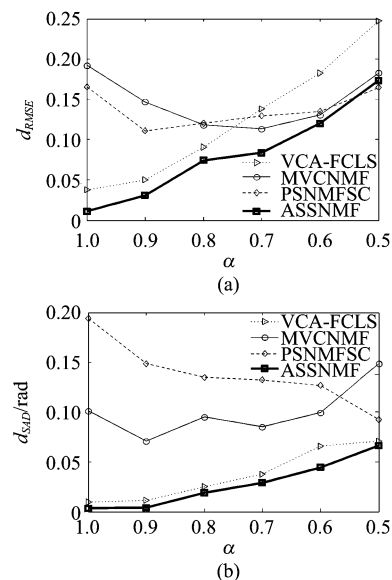 0.25
0.20
0.15
0.10
0.05
0.00
d_RMSE
VCA-FCLS
MVCNMF
PSNMFSC
ASSNMF
1.0 0.9 0.8 0.7 0.6 0.5
α
(a)
0.20
0.15
0.10
0.05
0.00
d_SAD/rad
VCA-FCLS
MVCNMF
PSNMFSC
ASSNMF
1.0 0.9 0.8 0.7 0.6 0.5
α
(b)